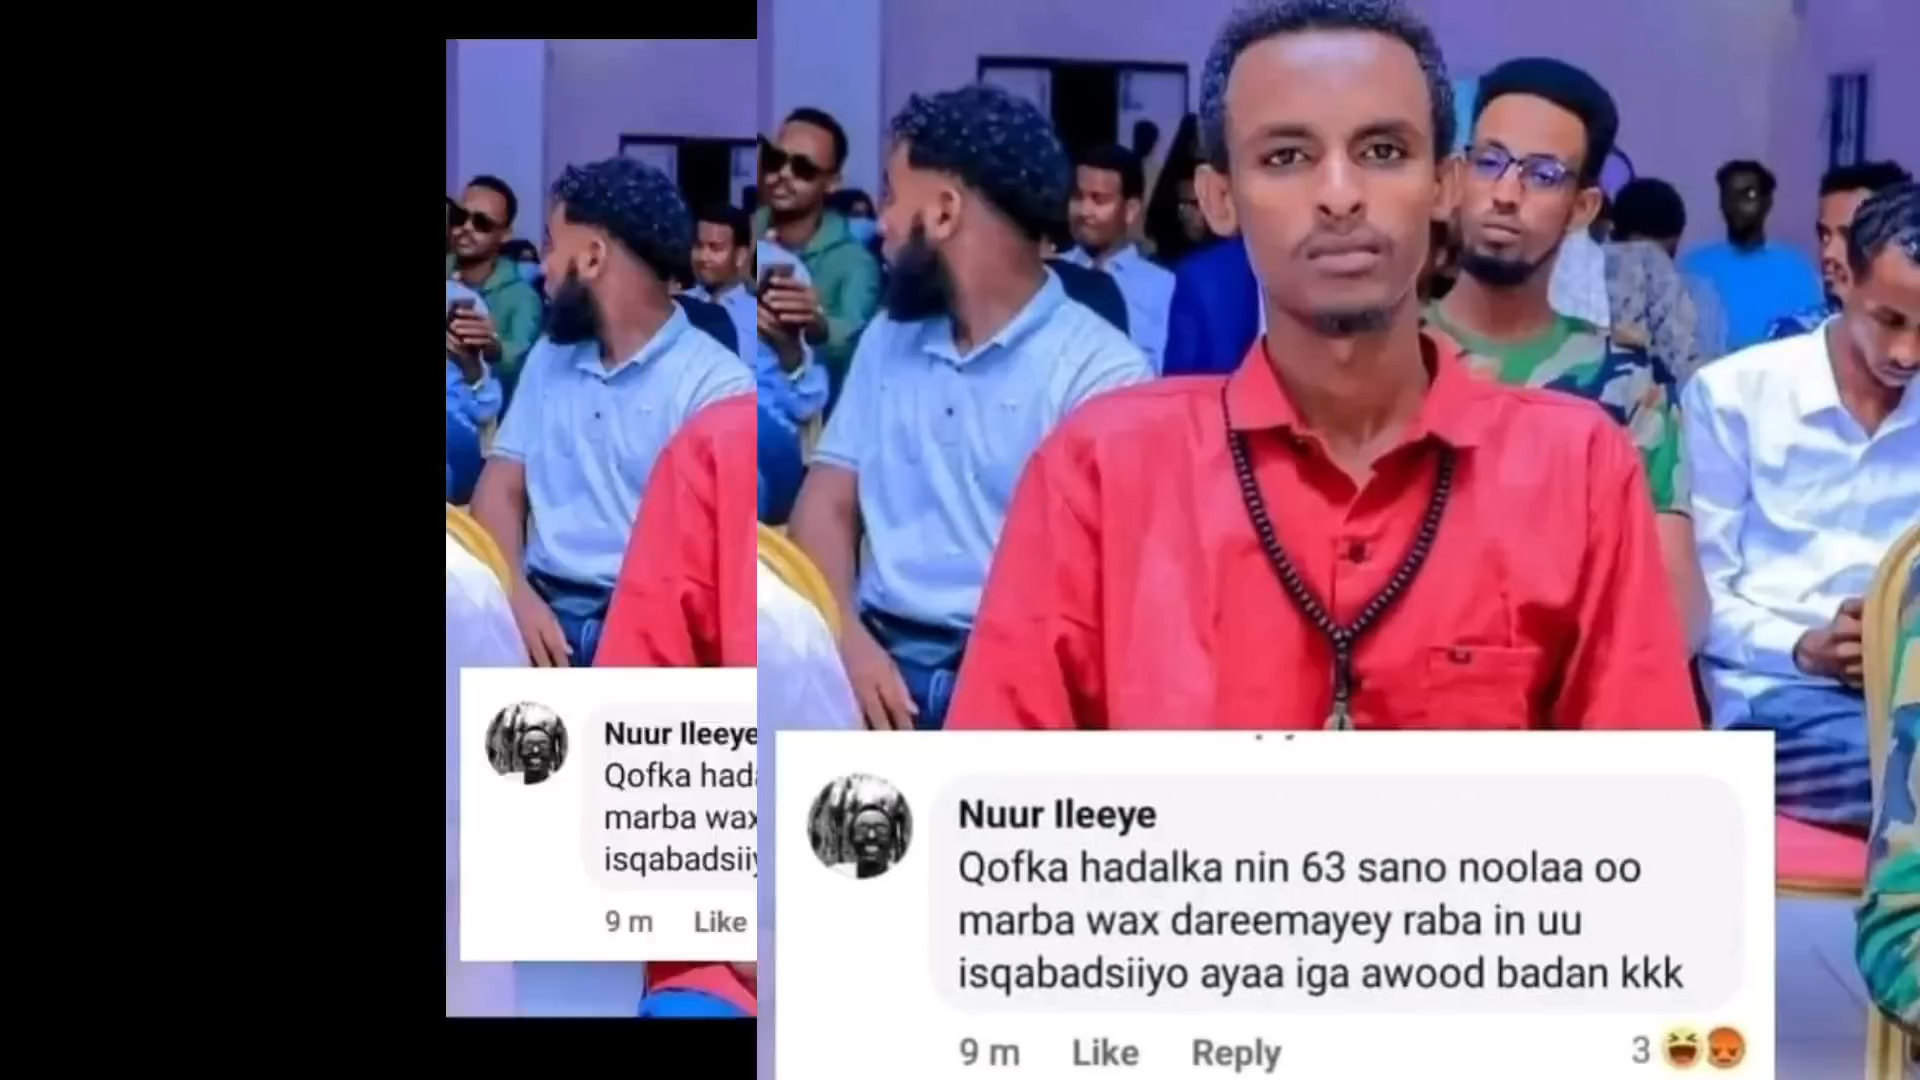 Nuur Ileeye
Qofka hada
marba wax
isqabadsiiy
9 m Like
Nuur Ileeye
Qofka hadalka nin 63 sano noolaa oo
marba wax dareemayey raba in uu
isqabadsiiyo ayaa iga awood badan kkk
9 m Like Reply 3